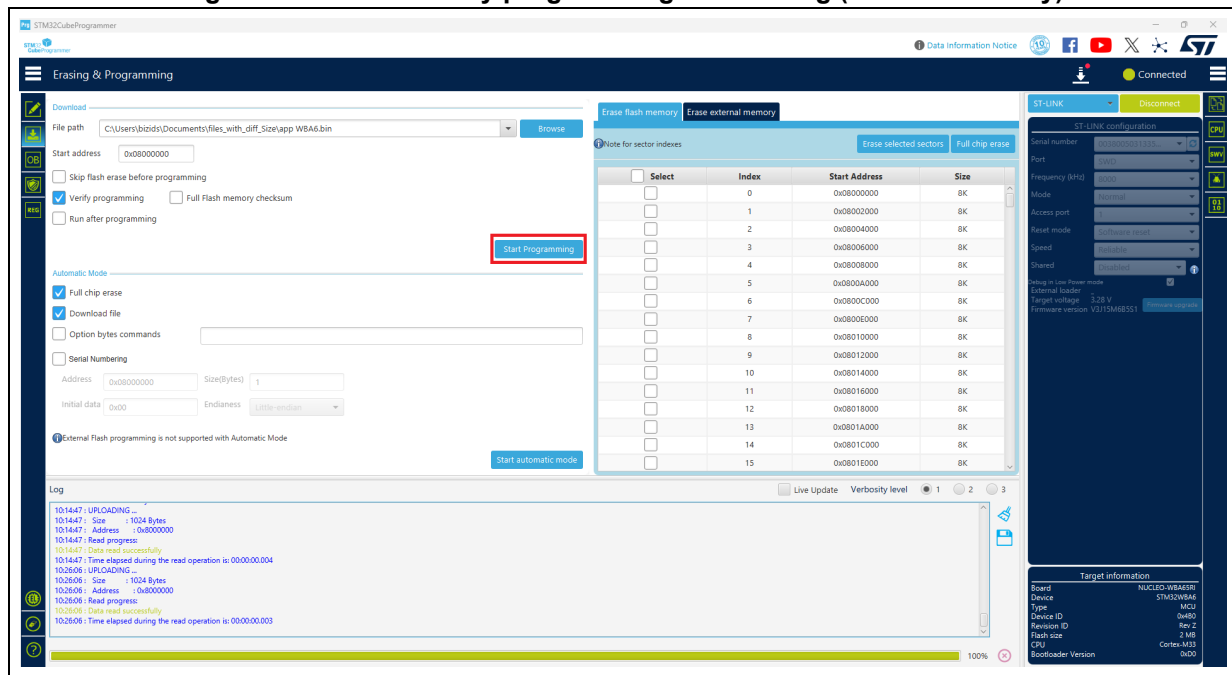 Prg STM32CubeProgrammer
STM32
CubeProgrammer
Data Information Notice
Erasing & Programming
Connected
Download
File path C:\Users\bizids\Documents\files_with_diff_Size\app WBA6.bin Browse
Start address 0x08000000
Skip flash erase before programming
Verify programming Full Flash memory checksum
Run after programming
Start Programming
Automatic Mode
Full chip erase
Download file
Option bytes commands
Serial Numbering
Address 0x08000000 Size(Bytes) 1
Initial data 0x00 Endianess Little-endian
External Flash programming is not supported with Automatic Mode
Start automatic mode
Erase flash memory Erase external memory
Note for sector indexes Erase selected sectors Full chip erase
Select Index Start Address Size
0 0x08000000 8K
1 0x08002000 8K
2 0x08004000 8K
3 0x08006000 8K
4 0x08008000 8K
5 0x0800A000 8K
6 0x0800C000 8K
7 0x0800E000 8K
8 0x08010000 8K
9 0x08012000 8K
10 0x08014000 8K
11 0x08016000 8K
12 0x08018000 8K
13 0x0801A000 8K
14 0x0801C000 8K
15 0x0801E000 8K
ST-LINK Disconnect
ST-LINK configuration
Serial number
Port SWD
Frequency (kHz) 8000
Mode Normal
Access port 1
Reset mode Software reset
Speed Reliable
Shared Disabled
Debug in Low Power mode
External loader _
Target voltage 3.28 V
Firmware version V3J15M6B5S1 Firmware upgrade
OB
REG
CPU
SWV
Log Live Update Verbosity level 1 2 3
10:14:47 : UPLOADING ...
10:14:47 : Size : 1024 Bytes
10:14:47 : Address : 0x8000000
10:14:47 : Read progress:
10:14:47 : Data read successfully
10:14:47 : Time elapsed during the read operation is: 00:00:00.004
10:26:06 : UPLOADING ...
10:26:06 : Size : 1024 Bytes
10:26:06 : Address : 0x8000000
10:26:06 : Read progress:
10:26:06 : Data read successfully
10:26:06 : Time elapsed during the read operation is: 00:00:00.003
100%
Target information
Board NUCLEO-WBA65RI
Device STM32WBA6
Type MCU
Device ID 0x4B0
Revision ID Rev Z
Flash size 2 MB
CPU Cortex-M33
Bootloader Version 0xD0